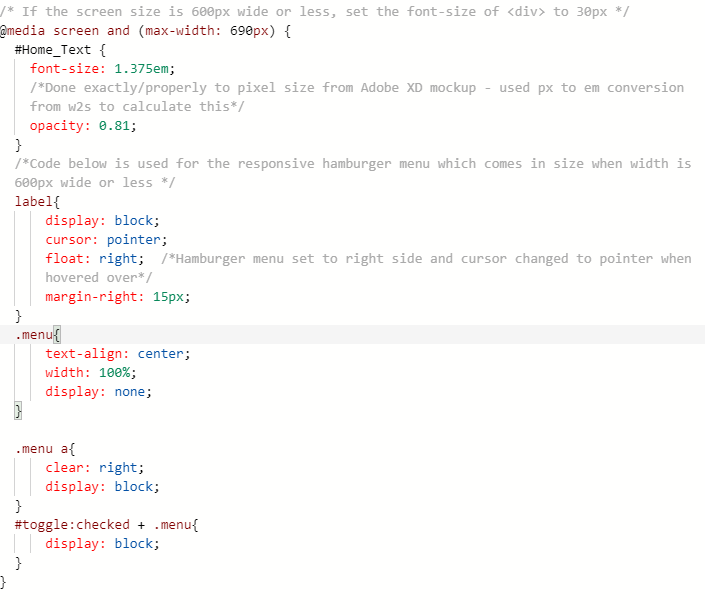 /* If the screen size is 600px wide or less, set the font-size of <div> to 30px */
@media screen and (max-width: 690px) {
  #Home_Text {
    font-size: 1.375em;
    /*Done exactly/properly to pixel size from Adobe XD mockup - used px to em conversion
    from w2s to calculate this*/
    opacity: 0.81;
  }
  /*Code below is used for the responsive hamburger menu which comes in size when width is
  600px wide or less */
  label{
      display: block;
      cursor: pointer;
      float: right;  /*Hamburger menu set to right side and cursor changed to pointer when
      hovered over*/
      margin-right: 15px;
  }
  .menu{
      text-align: center;
      width: 100%;
      display: none;
  }

  .menu a{
      clear: right;
      display: block;
  }
  #toggle:checked + .menu{
      display: block;
  }
}